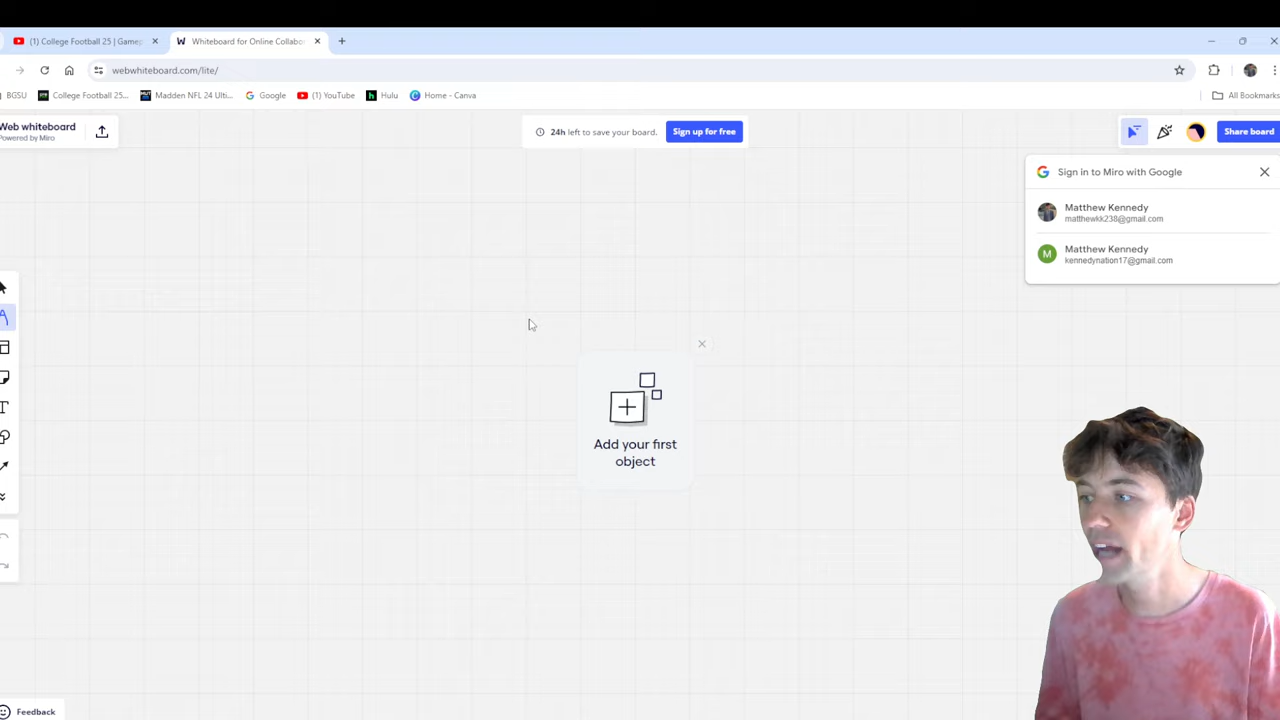 (1) College Football 25 | Gamep
W Whiteboard for Online Collabo
webwhiteboard.com/lite/
BGSU
College Football 25...
Madden NFL 24 Ulti...
Google
(1) YouTube
Hulu
Home - Canva
All Bookmarks
Web whiteboard
Powered by Miro
24h left to save your board.
Sign up for free
Share board
Sign in to Miro with Google
Matthew Kennedy
matthewkk238@gmail.com
M
Matthew Kennedy
kennedynation17@gmail.com
Add your first
object
T
Feedback